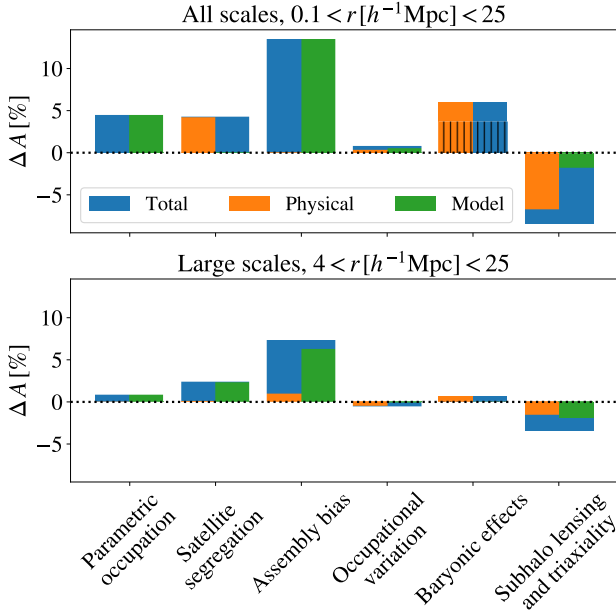 All scales, 0.1 < r [h⁻¹Mpc] < 25
ΔA [%]
10
5
0
−5
Total
Physical
Model
Large scales, 4 < r [h⁻¹Mpc] < 25
ΔA [%]
10
5
0
−5
Parametric
occupation
Satellite
segregation
Assembly bias
Occupational
variation
Baryonic effects
Subhalo lensing
and triaxiality